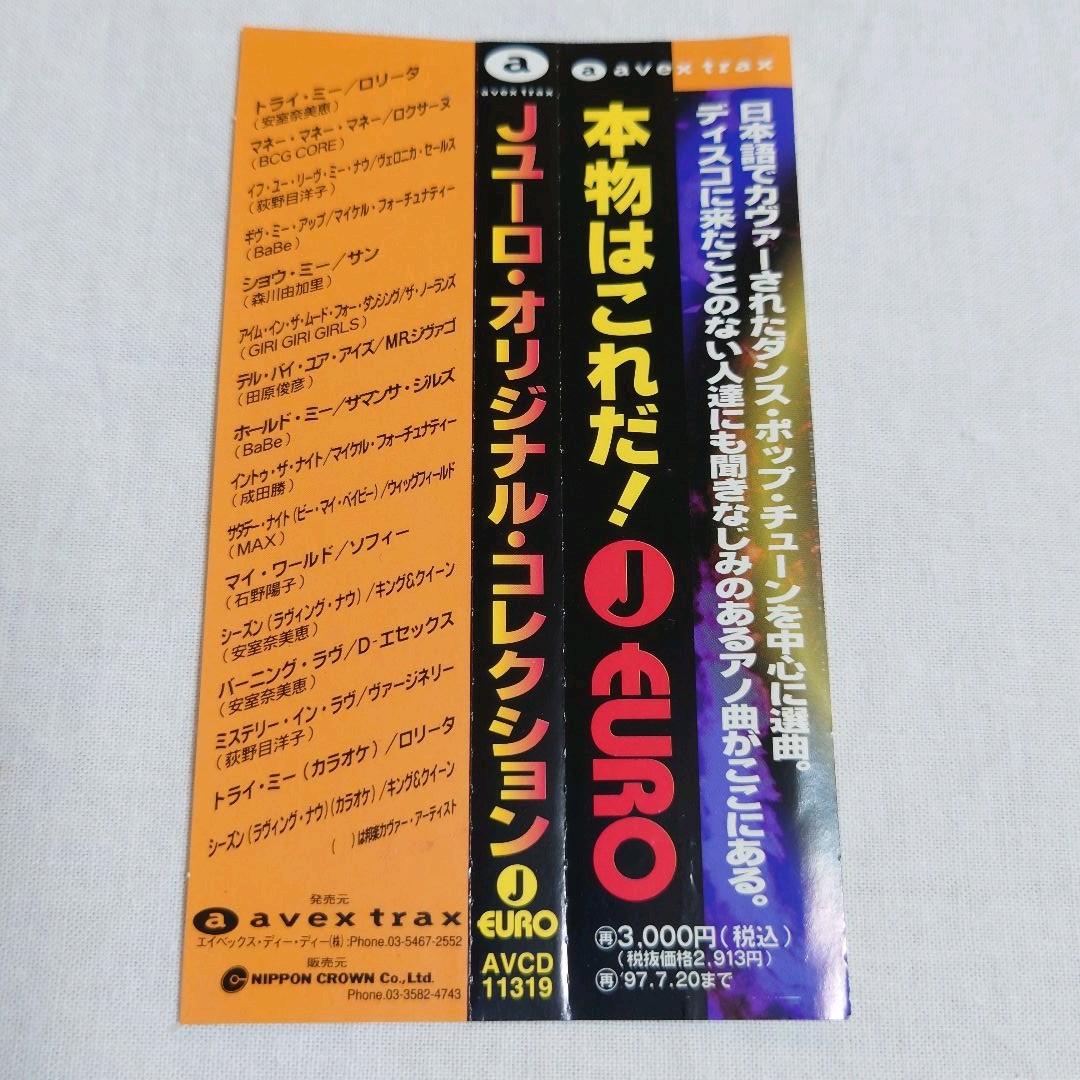 トライ・ミー/ロリータ
(安室奈美恵)
マネー・マネー・マネー/ロクサーヌ
(BCG CORE)
イフ・ユー・リーヴ・ミー・ナウ/ヴェロニカ・セールス
(荻野目洋子)
ギヴ・ミー・アップ/マイケル・フォーチュナティー
(BaBe)
ショウ・ミー/サン
(森川由加里)
アイム・イン・ザ・ムード・フォー・ダンシング/ザ・ノーランズ
(GIRI GIRI GIRLS)
テル・バイ・ユア・アイズ/MR.ジヴァゴ
(田原俊彦)
ホールド・ミー/サマンサ・ジルズ
(BaBe)
イントゥ・ザ・ナイト/マイケル・フォーチュナティー
(成田勝)
サタデー・ナイト(ビー・マイ・ベイビー)/ウィッグフィールド
(MAX)
マイ・ワールド/ソフィー
(石野陽子)
シーズン(ラヴィング・ナウ)/キング&クイーン
(安室奈美恵)
バーニング・ラヴ/D-エセックス
(安室奈美恵)
ミステリー・イン・ラヴ/ヴァージネリー
(荻野目洋子)
トライ・ミー(カラオケ)/ロリータ
シーズン(ラヴィング・ナウ)(カラオケ)/キング&クイーン
( )は邦楽カヴァー・アーティスト
発売元
a avex trax
エイベックス・ディー・ディー(株):Phone.03-5467-2552
販売元
NIPPON CROWN Co.,Ltd.
Phone.03-3582-4743
a
avex trax
Jユーロ・オリジナル・コレクション
J
EURO
AVCD
11319
a avex trax
本物はこれだ!
J EURO
日本語でカヴァーされたダンス・ポップ・チューンを中心に選曲。
ディスコに来たことのない人達にも聞きなじみのあるアノ曲がここにある。
再3,000円(税込)
(税抜価格2,913円)
再'97.7.20まで